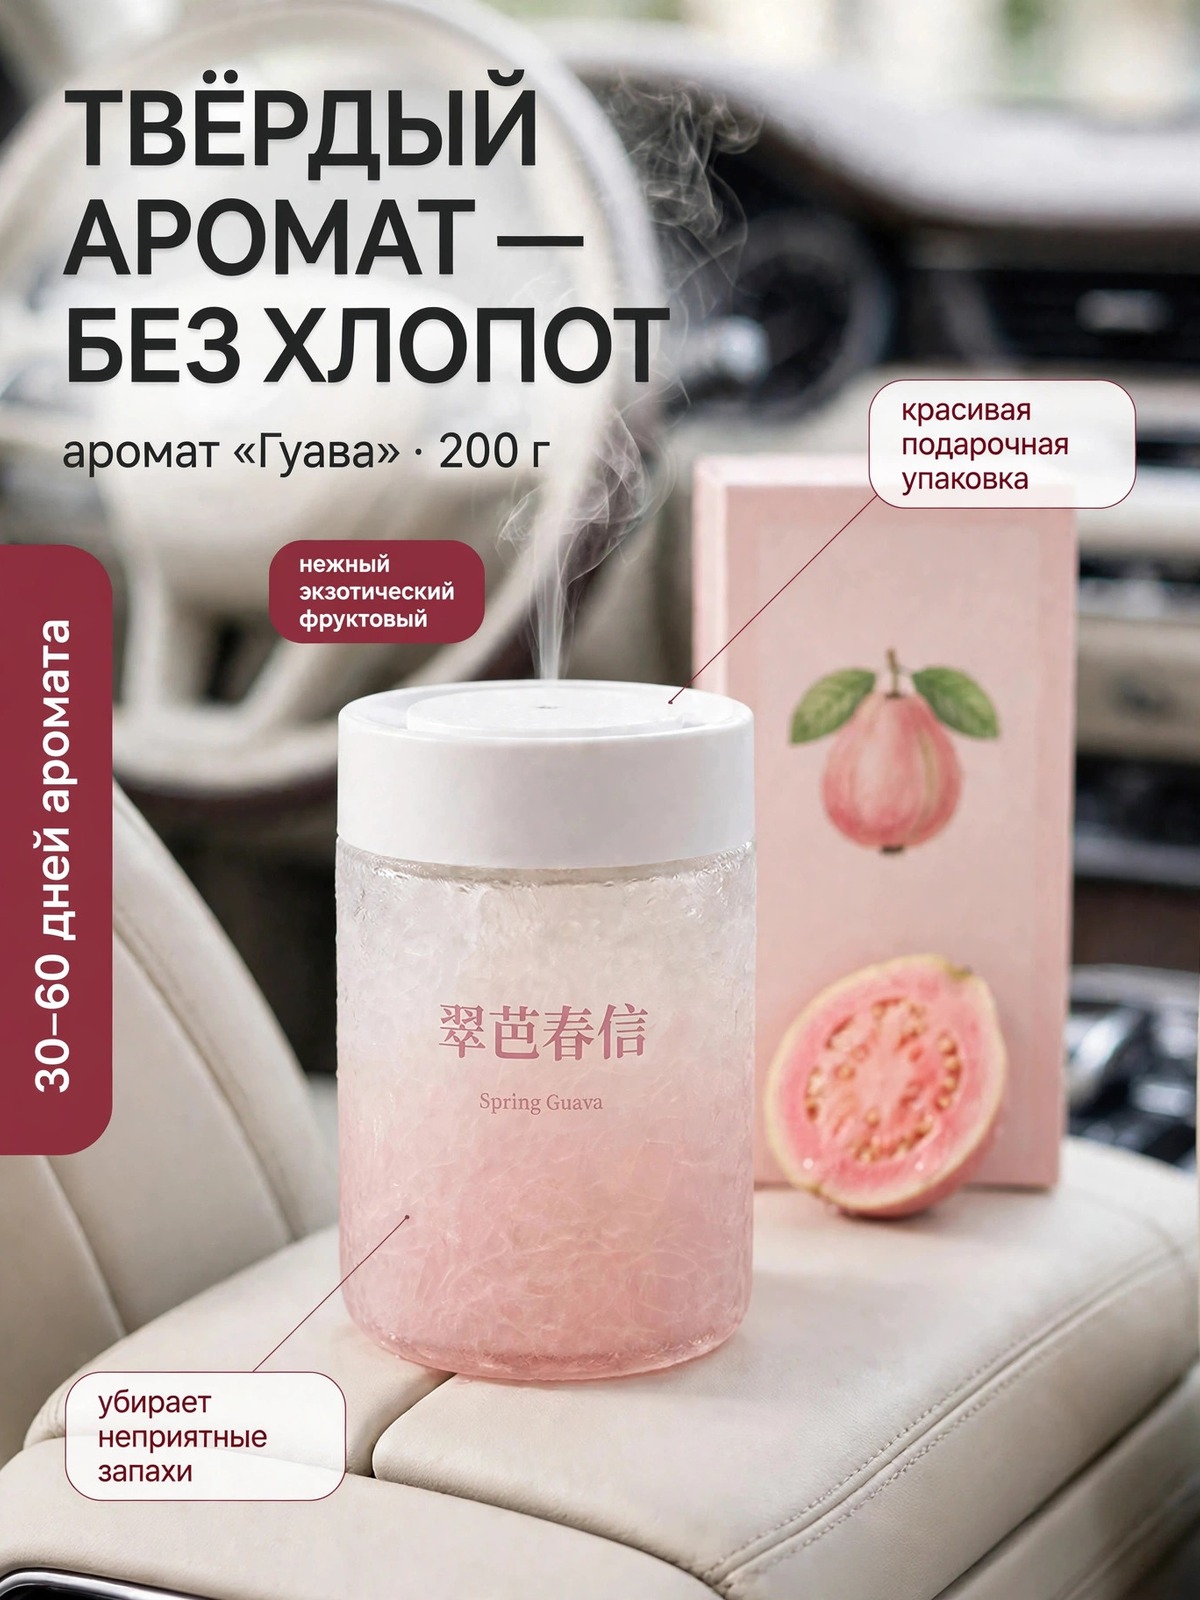 ТВЁРДЫЙ
АРОМАТ —
БЕЗ ХЛОПОТ
аромат «Гуава» · 200 г
красивая
подарочная
упаковка
нежный
экзотический
фруктовый
30–60 дней аромата
翠芭春信
Spring Guava
убирает
неприятные
запахи